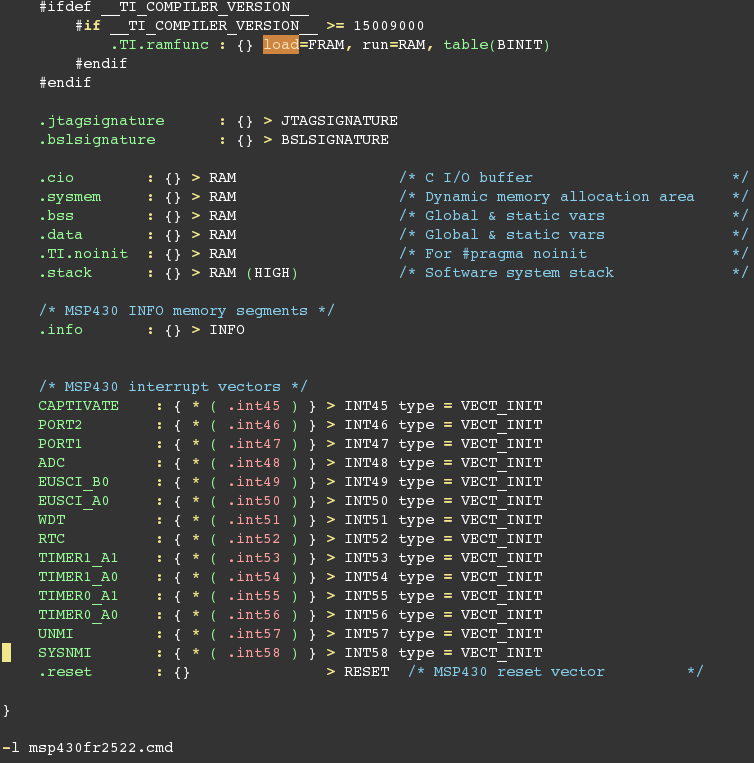 #ifdef __TI_COMPILER_VERSION__
#if __TI_COMPILER_VERSION__ >= 15009000
.TI.ramfunc : {} load=FRAM, run=RAM, table(BINIT)
#endif
#endif
.jtagsignature : {} > JTAGSIGNATURE
.bslsignature : {} > BSLSIGNATURE
.cio : {} > RAM /* C I/O buffer */
.sysmem : {} > RAM /* Dynamic memory allocation area */
.bss : {} > RAM /* Global & static vars */
.data : {} > RAM /* Global & static vars */
.TI.noinit : {} > RAM /* For #pragma noinit */
.stack : {} > RAM (HIGH) /* Software system stack */
/* MSP430 INFO memory segments */
.info : {} > INFO
/* MSP430 interrupt vectors */
CAPTIVATE : { * ( .int45 ) } > INT45 type = VECT_INIT
PORT2 : { * ( .int46 ) } > INT46 type = VECT_INIT
PORT1 : { * ( .int47 ) } > INT47 type = VECT_INIT
ADC : { * ( .int48 ) } > INT48 type = VECT_INIT
EUSCI_B0 : { * ( .int49 ) } > INT49 type = VECT_INIT
EUSCI_A0 : { * ( .int50 ) } > INT50 type = VECT_INIT
WDT : { * ( .int51 ) } > INT51 type = VECT_INIT
RTC : { * ( .int52 ) } > INT52 type = VECT_INIT
TIMER1_A1 : { * ( .int53 ) } > INT53 type = VECT_INIT
TIMER1_A0 : { * ( .int54 ) } > INT54 type = VECT_INIT
TIMER0_A1 : { * ( .int55 ) } > INT55 type = VECT_INIT
TIMER0_A0 : { * ( .int56 ) } > INT56 type = VECT_INIT
UNMI : { * ( .int57 ) } > INT57 type = VECT_INIT
SYSNMI : { * ( .int58 ) } > INT58 type = VECT_INIT
.reset : {} > RESET /* MSP430 reset vector */
}
-l msp430fr2522.cmd